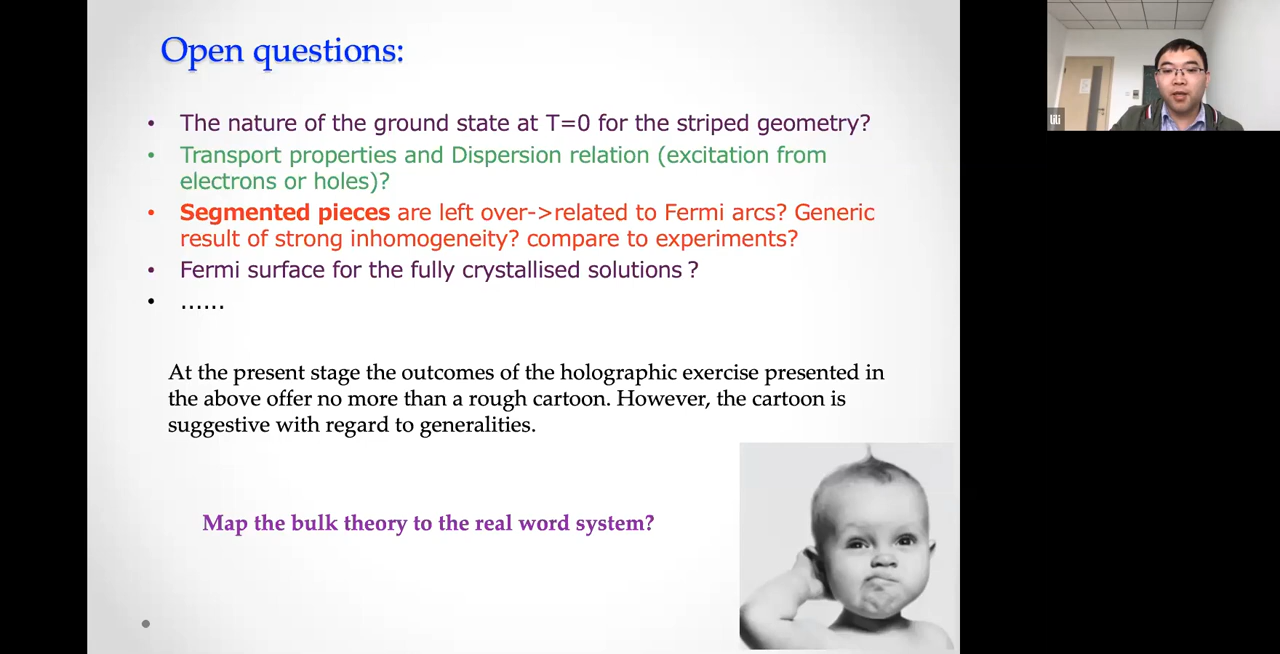 Open questions:
• The nature of the ground state at T=0 for the striped geometry?
• Transport properties and Dispersion relation (excitation from
electrons or holes)?
• Segmented pieces are left over->related to Fermi arcs? Generic
result of strong inhomogeneity? compare to experiments?
• Fermi surface for the fully crystallised solutions ?
• ......
At the present stage the outcomes of the holographic exercise presented in
the above offer no more than a rough cartoon. However, the cartoon is
suggestive with regard to generalities.
Map the bulk theory to the real word system?
lili